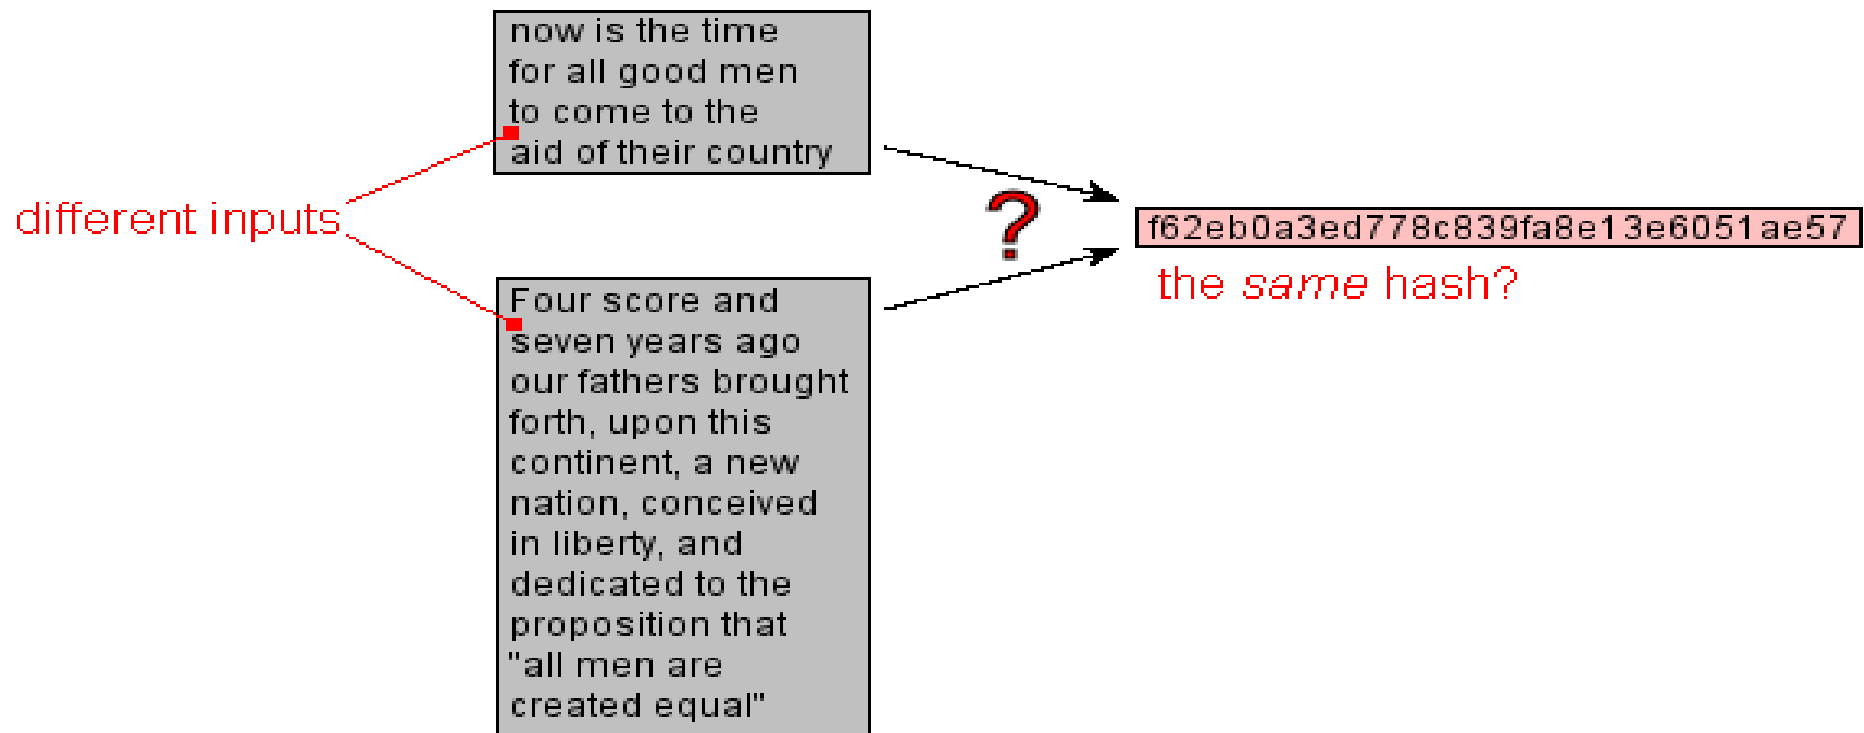 now is the time
for all good men
to come to the
aid of their country
different inputs
?
f62eb0a3ed778c839fa8e13e6051ae57
the same hash?
Four score and
seven years ago
our fathers brought
forth, upon this
continent, a new
nation, conceived
in liberty, and
dedicated to the
proposition that
"all men are
created equal"